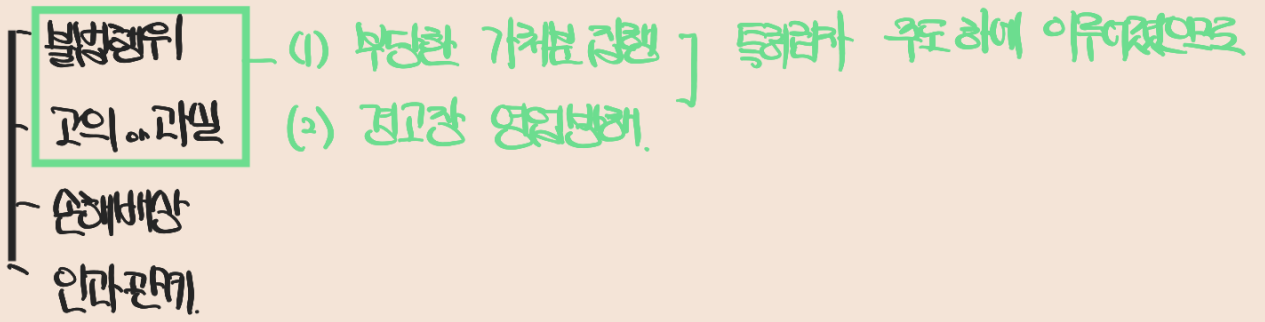 불법행위 (1) 부당한 가처분 집행 특허권자 주도 하에 이루어졌으므로
고의 or 과실 (2) 경고장 영업방해.
손해배상
인과관계.